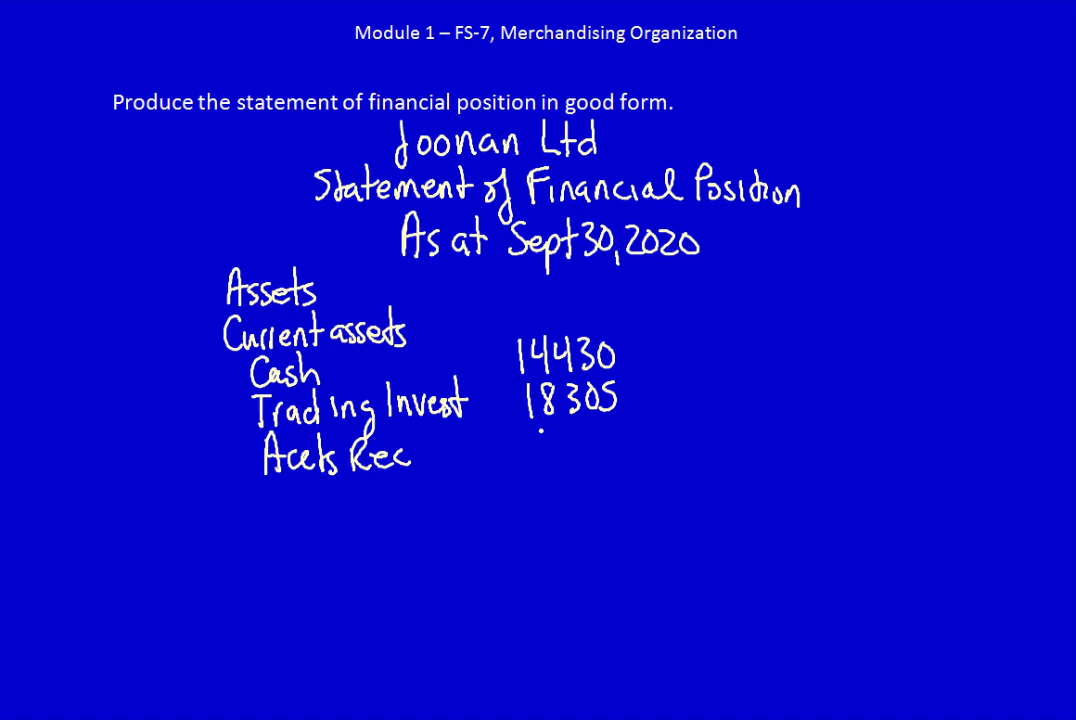 Module 1 – FS-7, Merchandising Organization
Produce the statement of financial position in good form.
Joonan Ltd
Statement of Financial Position
As at Sept 30, 2020
Assets
Current assets
Cash 14430
Trading Invest 18305
Accts Rec